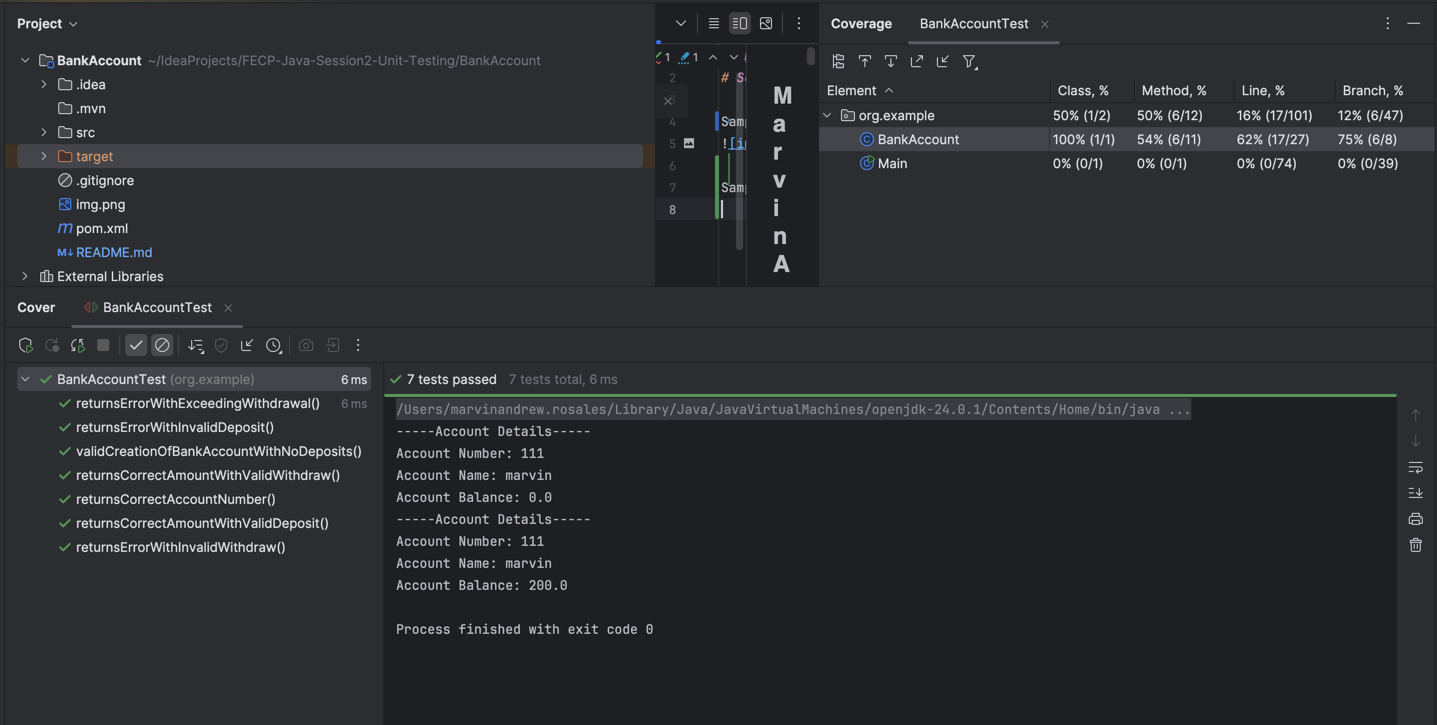 Project
BankAccount ~/IdeaProjects/FECP-Java-Session2-Unit-Testing/BankAccount
.idea
.mvn
src
target
.gitignore
img.png
pom.xml
README.md
External Libraries
1 1
2 # S
4 Sam
5 ![i
6
7 Sam
8
M
a
r
v
i
n
A
Coverage BankAccountTest
Element Class, % Method, % Line, % Branch, %
org.example 50% (1/2) 50% (6/12) 16% (17/101) 12% (6/47)
BankAccount 100% (1/1) 54% (6/11) 62% (17/27) 75% (6/8)
Main 0% (0/1) 0% (0/1) 0% (0/74) 0% (0/39)
Cover BankAccountTest
BankAccountTest (org.example) 6 ms
returnsErrorWithExceedingWithdrawal() 6 ms
returnsErrorWithInvalidDeposit()
validCreationOfBankAccountWithNoDeposits()
returnsCorrectAmountWithValidWithdraw()
returnsCorrectAccountNumber()
returnsCorrectAmountWithValidDeposit()
returnsErrorWithInvalidWithdraw()
7 tests passed 7 tests total, 6 ms
/Users/marvinandrew.rosales/Library/Java/JavaVirtualMachines/openjdk-24.0.1/Contents/Home/bin/java ...
-----Account Details-----
Account Number: 111
Account Name: marvin
Account Balance: 0.0
-----Account Details-----
Account Number: 111
Account Name: marvin
Account Balance: 200.0
Process finished with exit code 0